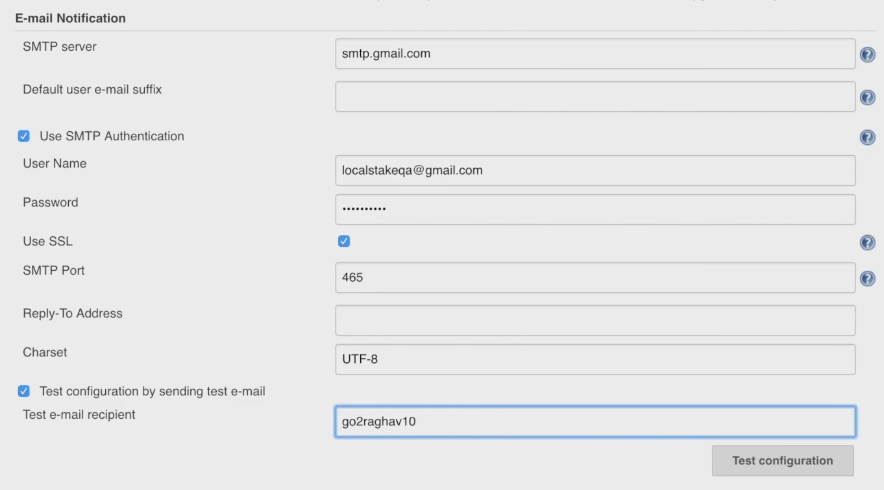 E-mail Notification
SMTP server
smtp.gmail.com
Default user e-mail suffix
Use SMTP Authentication
User Name
localstakeqa@gmail.com
Password
••••••••••
Use SSL
SMTP Port
465
Reply-To Address
Charset
UTF-8
Test configuration by sending test e-mail
Test e-mail recipient
go2raghav10
Test configuration